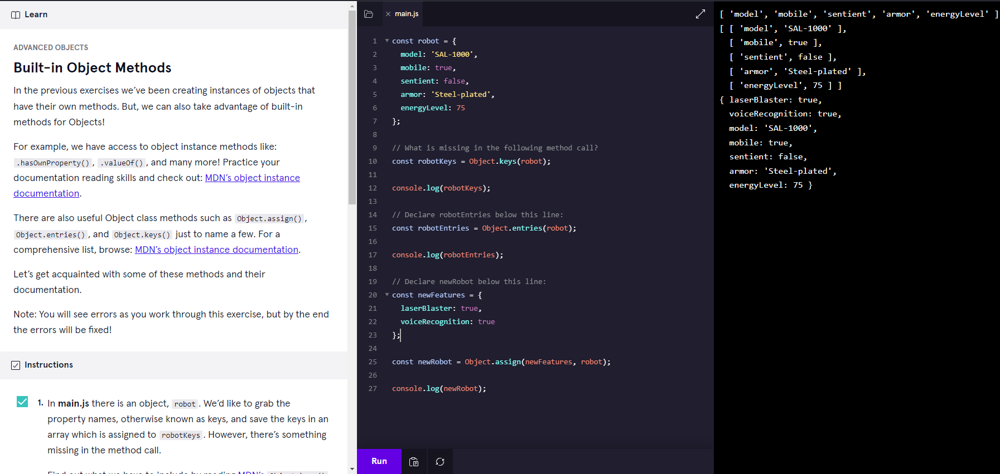 Learn
ADVANCED OBJECTS
Built-in Object Methods
In the previous exercises we’ve been creating instances of objects that
have their own methods. But, we can also take advantage of built-in
methods for Objects!
For example, we have access to object instance methods like:
.hasOwnProperty(), .valueOf(), and many more! Practice your
documentation reading skills and check out: MDN’s object instance
documentation.
There are also useful Object class methods such as Object.assign(),
Object.entries(), and Object.keys() just to name a few. For a
comprehensive list, browse: MDN’s object instance documentation.
Let’s get acquainted with some of these methods and their
documentation.
Note: You will see errors as you work through this exercise, but by the end
the errors will be fixed!
Instructions
1. In main.js there is an object, robot. We’d like to grab the
property names, otherwise known as keys, and save the keys in an
array which is assigned to robotKeys. However, there’s something
missing in the method call.
Find out what we have to include by reading MDN’s Object.keys()
main.js
1 const robot = {
2 model: 'SAL-1000',
3 mobile: true,
4 sentient: false,
5 armor: 'Steel-plated',
6 energyLevel: 75
7 };
8
9 // What is missing in the following method call?
10 const robotKeys = Object.keys(robot);
11
12 console.log(robotKeys);
13
14 // Declare robotEntries below this line:
15 const robotEntries = Object.entries(robot);
16
17 console.log(robotEntries);
18
19 // Declare newRobot below this line:
20 const newFeatures = {
21 laserBlaster: true,
22 voiceRecognition: true
23 };
24
25 const newRobot = Object.assign(newFeatures, robot);
26
27 console.log(newRobot);
Run
[ 'model', 'mobile', 'sentient', 'armor', 'energyLevel' ]
[ [ 'model', 'SAL-1000' ],
[ 'mobile', true ],
[ 'sentient', false ],
[ 'armor', 'Steel-plated' ],
[ 'energyLevel', 75 ] ]
{ laserBlaster: true,
voiceRecognition: true,
model: 'SAL-1000',
mobile: true,
sentient: false,
armor: 'Steel-plated',
energyLevel: 75 }